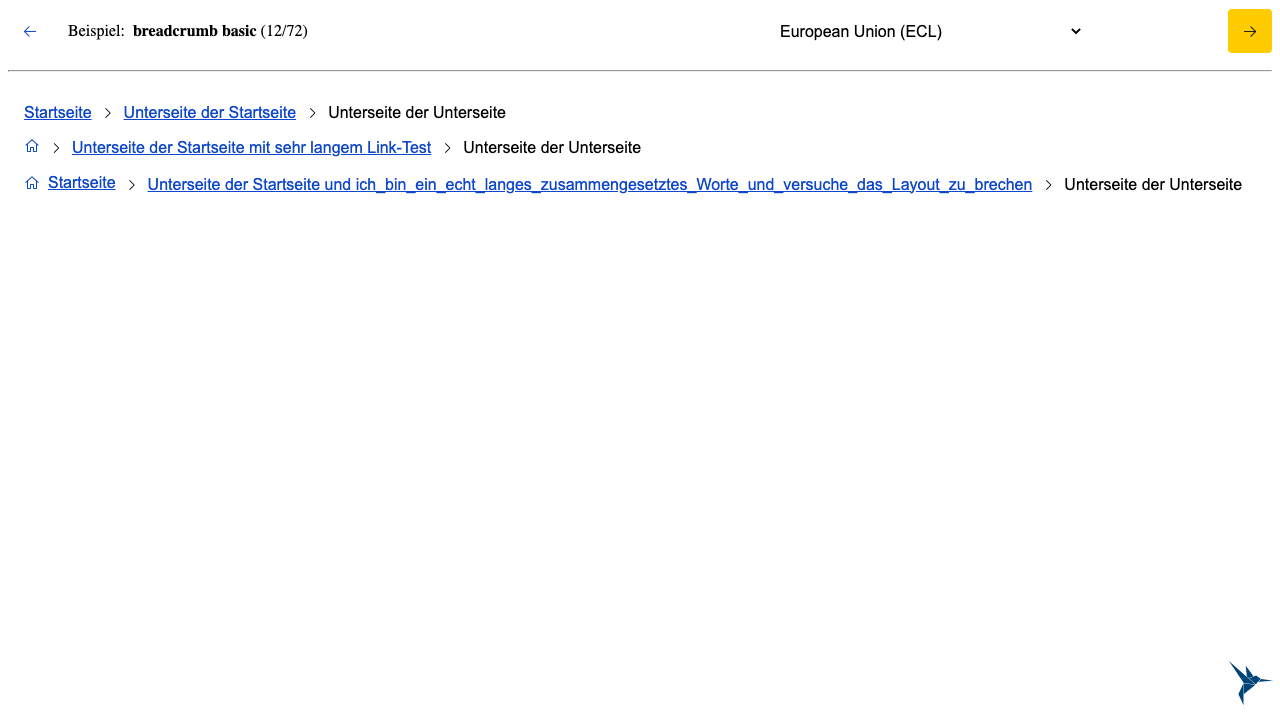 Beispiel: breadcrumb basic (12/72) European Union (ECL)
Startseite Unterseite der Startseite Unterseite der Unterseite
Unterseite der Startseite mit sehr langem Link-Test Unterseite der Unterseite
Startseite Unterseite der Startseite und ich_bin_ein_echt_langes_zusammengesetztes_Worte_und_versuche_das_Layout_zu_brechen Unterseite der Unterseite